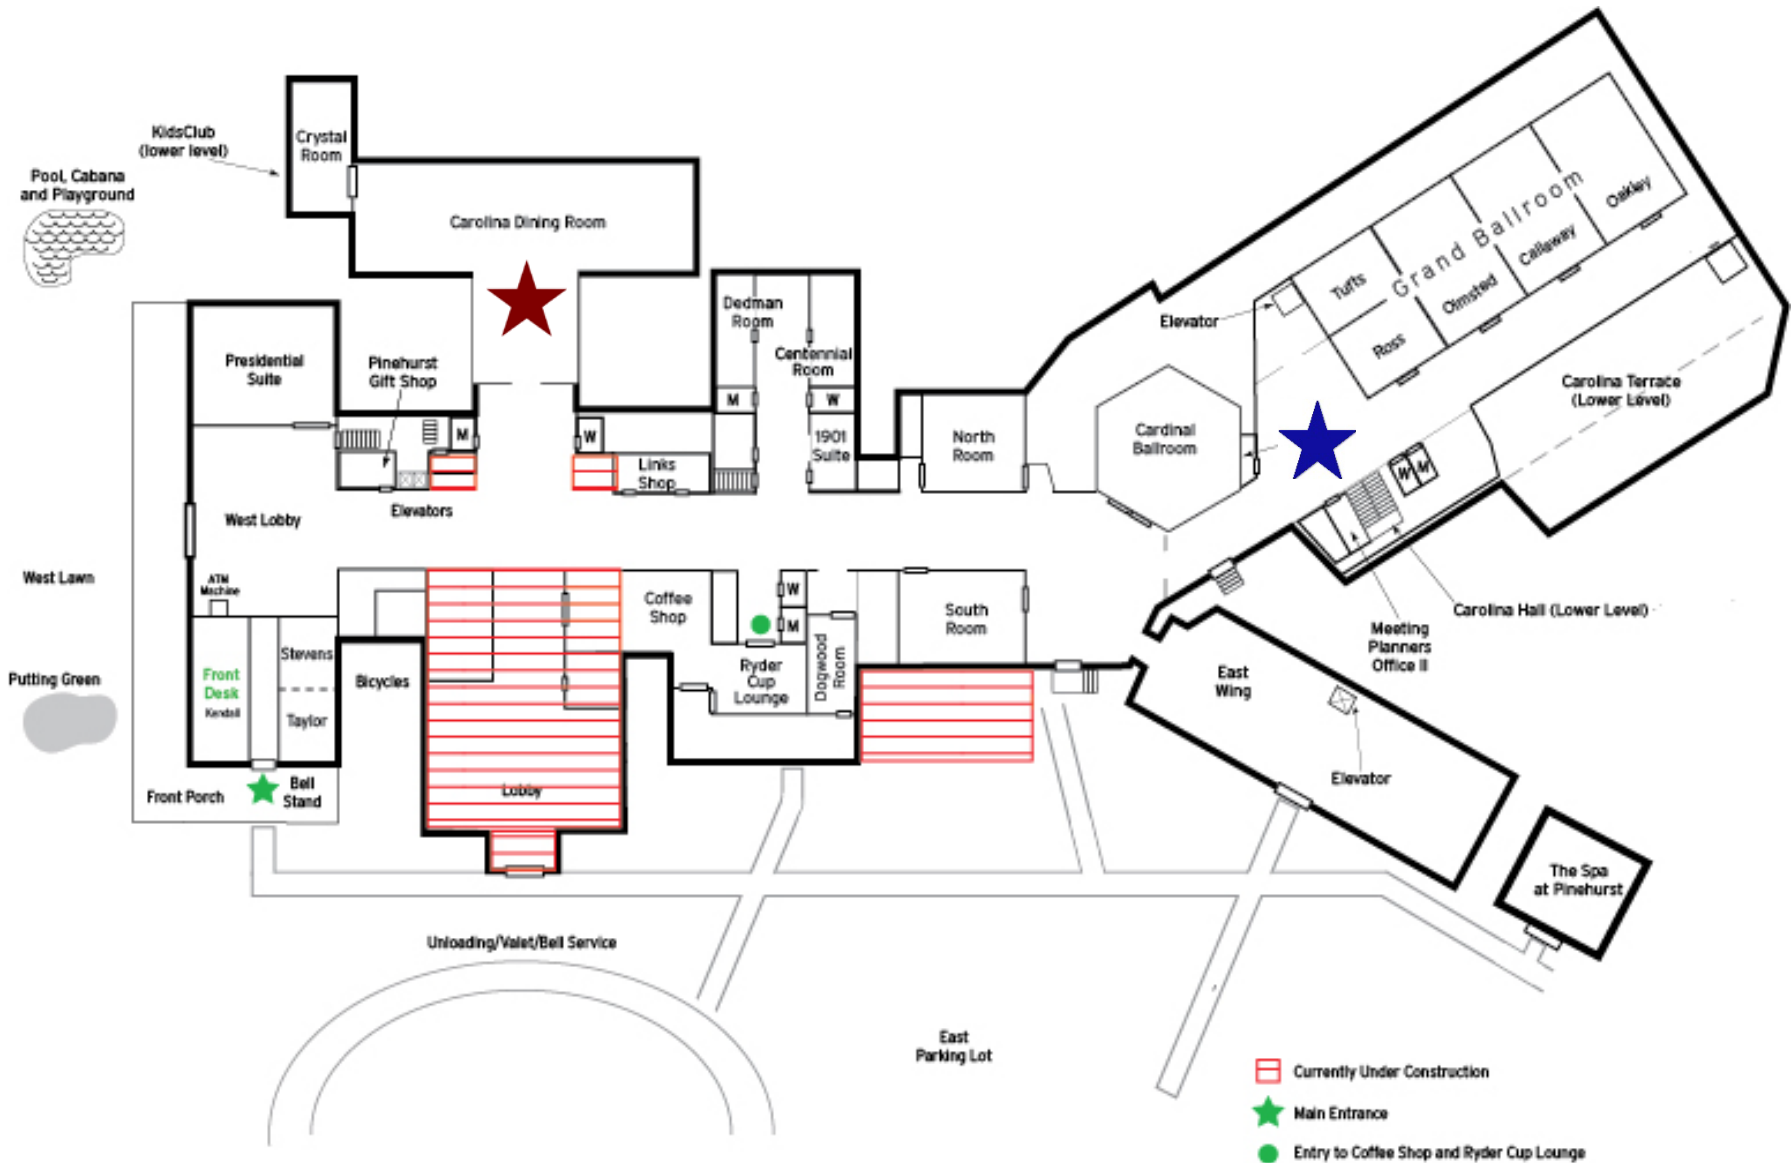 KidsClub
(lower level)
Crystal
Room
Pool, Cabana
and Playground
Carolina Dining Room
Presidential
Suite
Pinehurst
Gift Shop
M
W
Links
Shop
Dedman
Room
Centennial
Room
M
W
1901
Suite
North
Room
Cardinal
Ballroom
Elevator
Tufts
Ross
Grand Ballroom
Olmsted
Callaway
Oakley
Carolina Terrace
(Lower Level)
W
M
Elevators
West Lobby
West Lawn
ATM
Machine
Coffee
Shop
W
M
South
Room
Carolina Hall (Lower Level)
Meeting
Planners
Office II
Putting Green
Front
Desk
Kendall
Stevens
Taylor
Bicycles
Ryder
Cup
Lounge
Dogwood
Room
East
Wing
Elevator
Front Porch
Bell
Stand
Lobby
The Spa
at Pinehurst
Unloading/Valet/Bell Service
East
Parking Lot
Currently Under Construction
Main Entrance
Entry to Coffee Shop and Ryder Cup Lounge